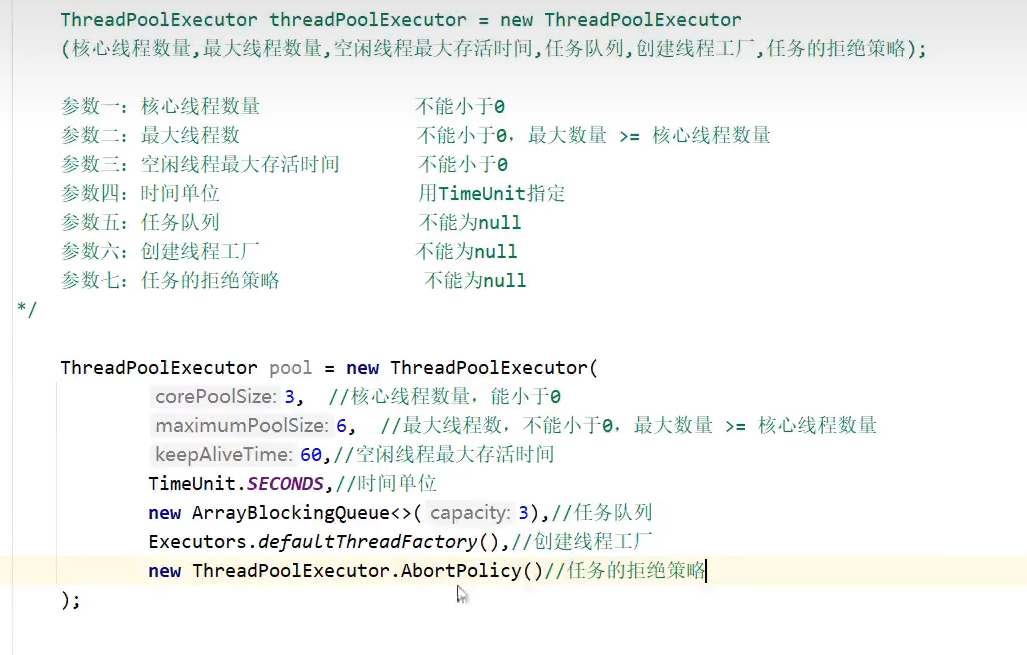 ThreadPoolExecutor threadPoolExecutor = new ThreadPoolExecutor
(核心线程数量,最大线程数量,空闲线程最大存活时间,任务队列,创建线程工厂,任务的拒绝策略);
参数一：核心线程数量 不能小于0
参数二：最大线程数 不能小于0，最大数量 >= 核心线程数量
参数三：空闲线程最大存活时间 不能小于0
参数四：时间单位 用TimeUnit指定
参数五：任务队列 不能为null
参数六：创建线程工厂 不能为null
参数七：任务的拒绝策略 不能为null
*/
ThreadPoolExecutor pool = new ThreadPoolExecutor(
corePoolSize: 3, //核心线程数量，能小于0
maximumPoolSize: 6, //最大线程数，不能小于0，最大数量 >= 核心线程数量
keepAliveTime: 60,//空闲线程最大存活时间
TimeUnit.SECONDS,//时间单位
new ArrayBlockingQueue<>( capacity: 3),//任务队列
Executors.defaultThreadFactory(),//创建线程工厂
new ThreadPoolExecutor.AbortPolicy()//任务的拒绝策略
);